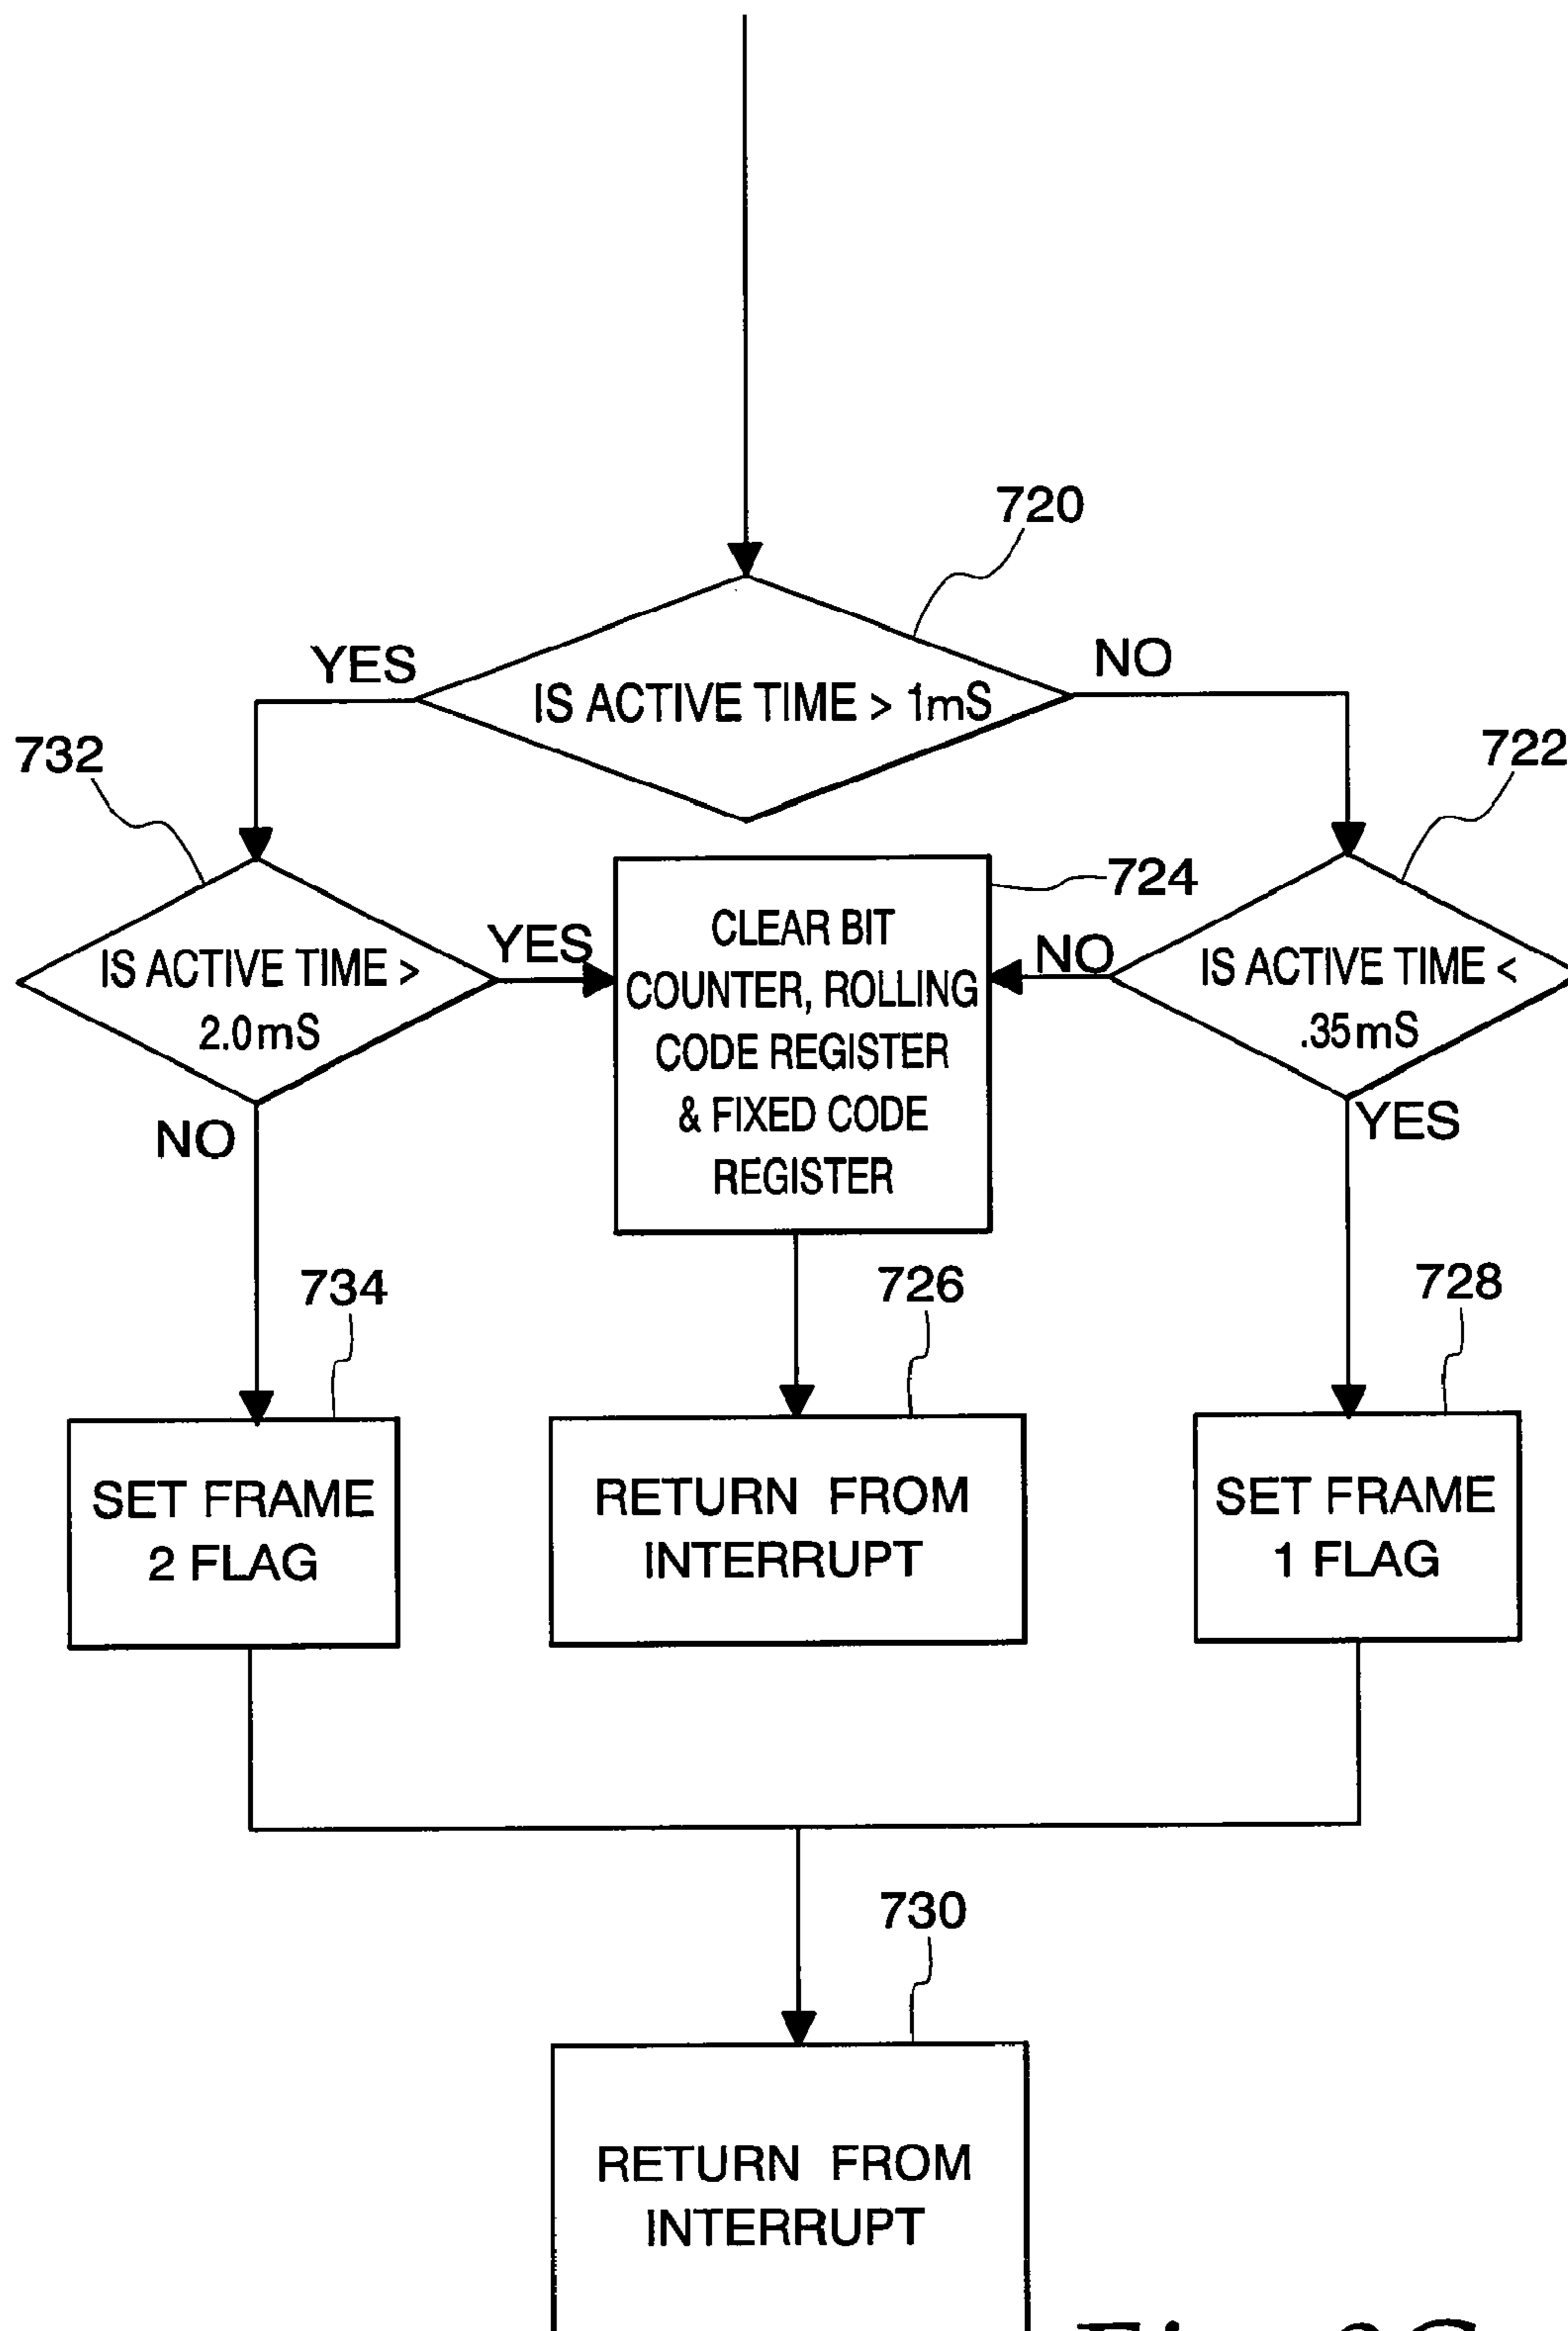 720
YES
NO
IS ACTIVE TIME > 1mS
732
722
724
CLEAR BIT
COUNTER, ROLLING
CODE REGISTER
& FIXED CODE
REGISTER
YES
NO
IS ACTIVE TIME >
2.0mS
IS ACTIVE TIME <
.35mS
NO
YES
734
726
728
SET FRAME
2 FLAG
RETURN FROM
INTERRUPT
SET FRAME
1 FLAG
730
RETURN FROM
INTERRUPT